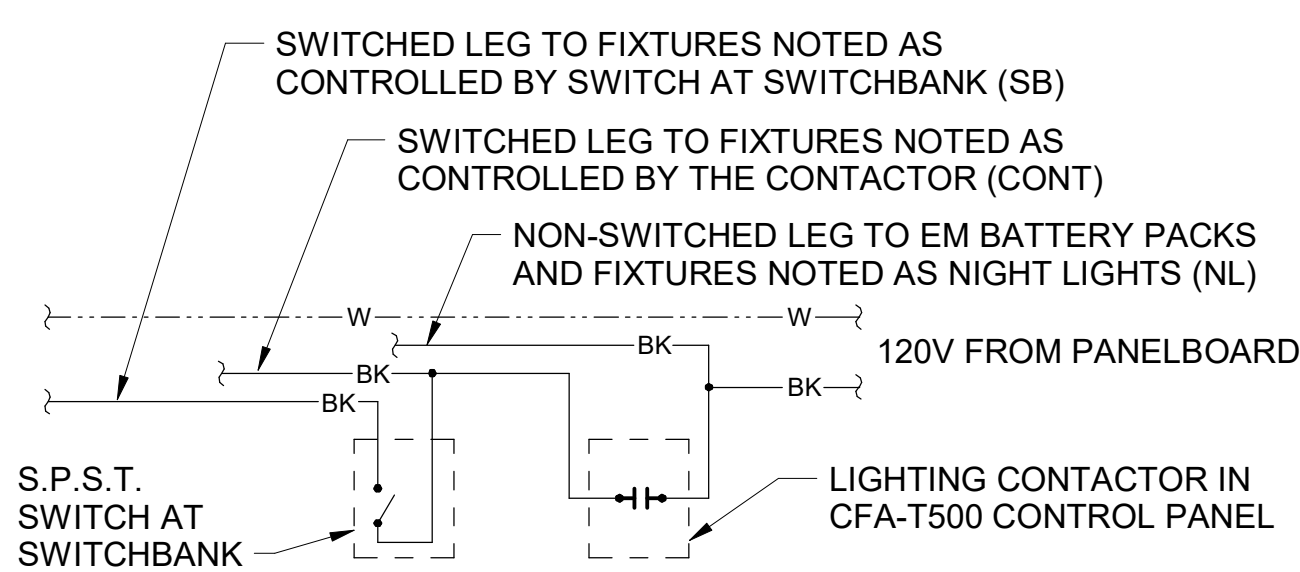 SWITCHED LEG TO FIXTURES NOTED AS
CONTROLLED BY SWITCH AT SWITCHBANK (SB)
SWITCHED LEG TO FIXTURES NOTED AS
CONTROLLED BY THE CONTACTOR (CONT)
NON-SWITCHED LEG TO EM BATTERY PACKS
AND FIXTURES NOTED AS NIGHT LIGHTS (NL)
W
W
BK
120V FROM PANELBOARD
BK
BK
BK
S.P.S.T.
SWITCH AT
SWITCHBANK
LIGHTING CONTACTOR IN
CFA-T500 CONTROL PANEL